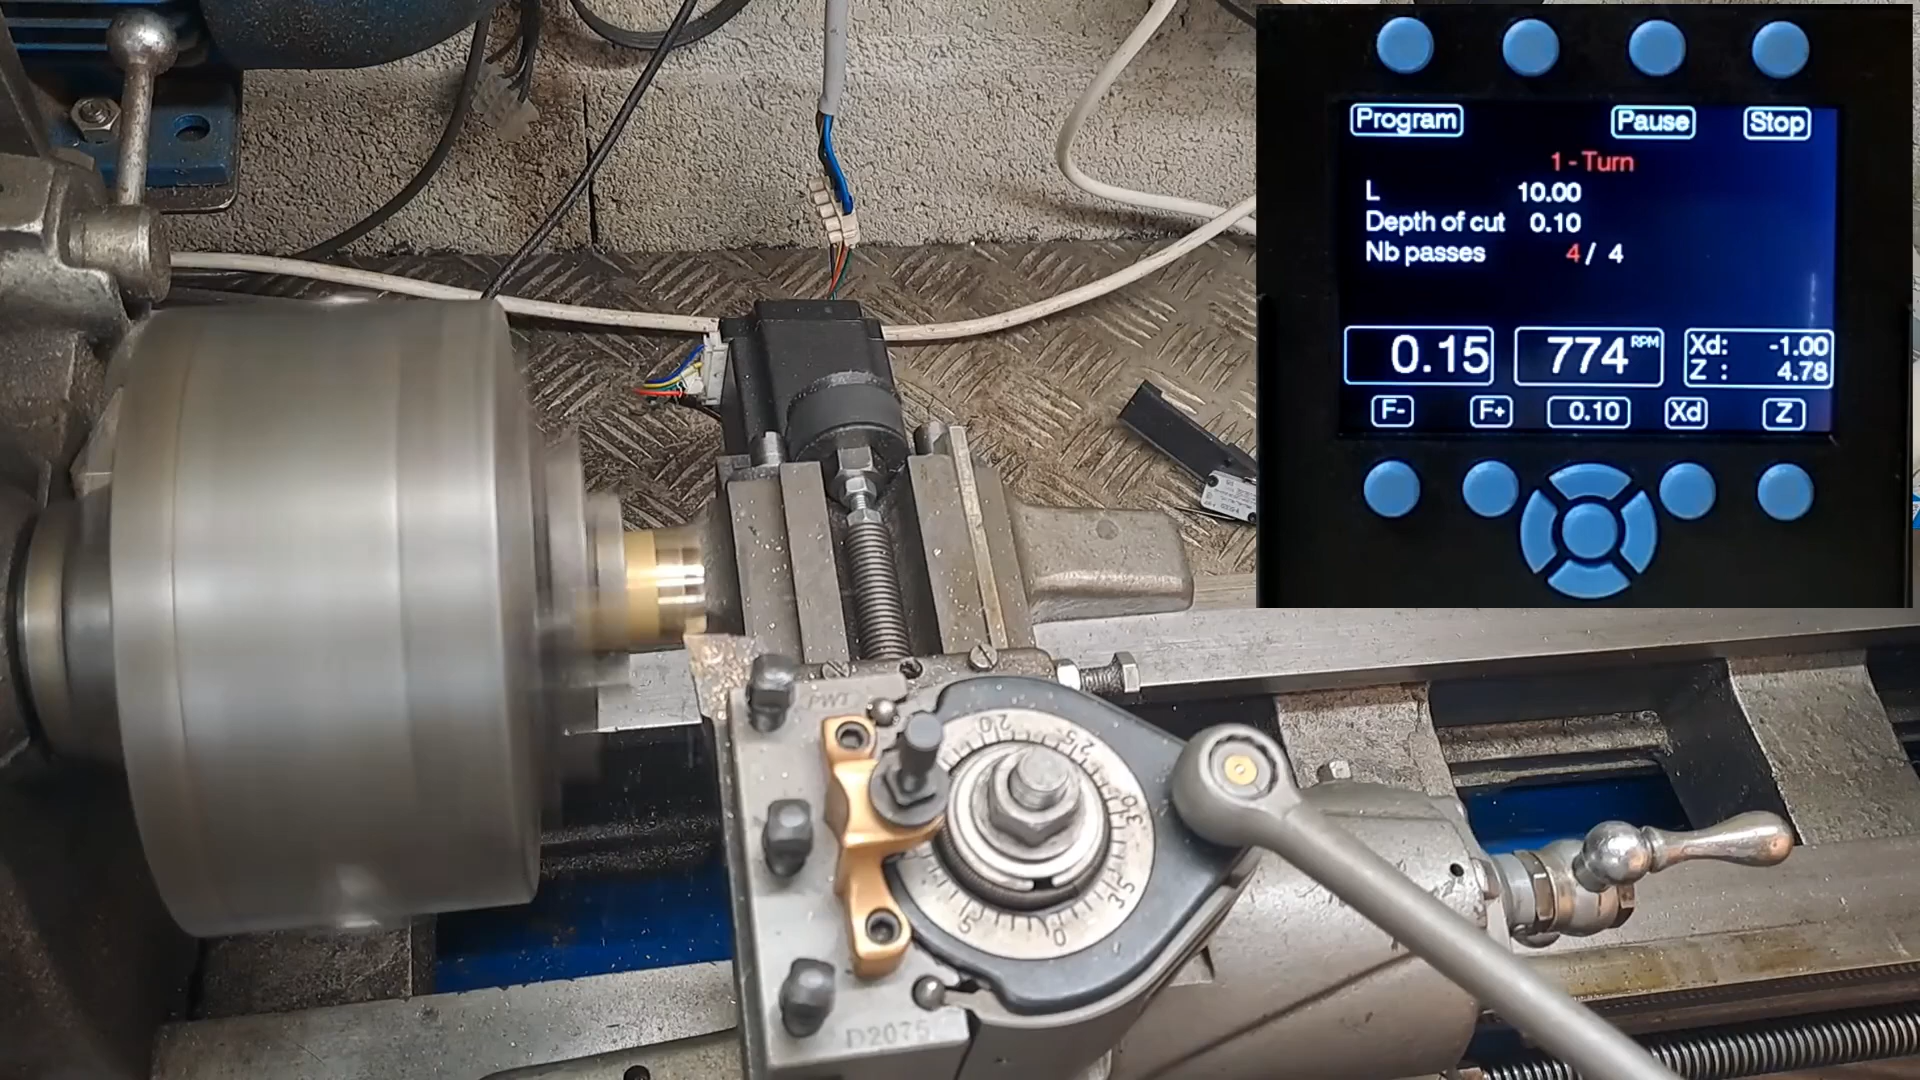 Program Pause Stop
1 - Turn
L 10.00
Depth of cut 0.10
Nb passes 4 / 4
0.15 774 RPM Xd: -1.00
Z : 4.78
F- F+ 0.10 Xd Z
20
25
30
35
0
5
D2075